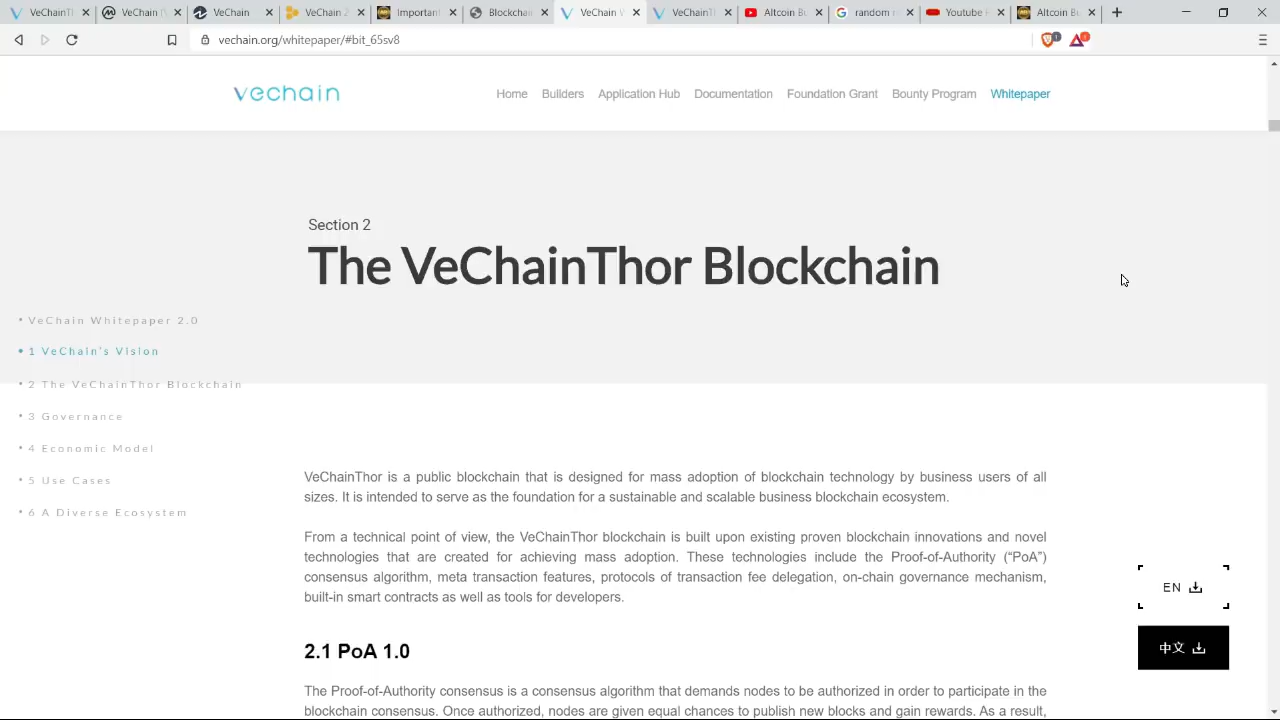 VeChainTh
VeChain (V
VeChain
VeChain 2
Important
Blockchain
VeChain W
VeChainTh
Altcoin Bu
random n
Youtube H
Altcoin Bu
vechain.org/whitepaper/#bit_65sv8
vechain
Home Builders Application Hub Documentation Foundation Grant Bounty Program Whitepaper
Section 2
The VeChainThor Blockchain
• VeChain Whitepaper 2.0
• 1 VeChain's Vision
• 2 The VeChainThor Blockchain
• 3 Governance
• 4 Economic Model
• 5 Use Cases
• 6 A Diverse Ecosystem
VeChainThor is a public blockchain that is designed for mass adoption of blockchain technology by business users of all
sizes. It is intended to serve as the foundation for a sustainable and scalable business blockchain ecosystem.
From a technical point of view, the VeChainThor blockchain is built upon existing proven blockchain innovations and novel
technologies that are created for achieving mass adoption. These technologies include the Proof-of-Authority (“PoA”)
consensus algorithm, meta transaction features, protocols of transaction fee delegation, on-chain governance mechanism,
built-in smart contracts as well as tools for developers.
2.1 PoA 1.0
The Proof-of-Authority consensus is a consensus algorithm that demands nodes to be authorized in order to participate in the
blockchain consensus. Once authorized, nodes are given equal chances to publish new blocks and gain rewards. As a result,
EN
中文